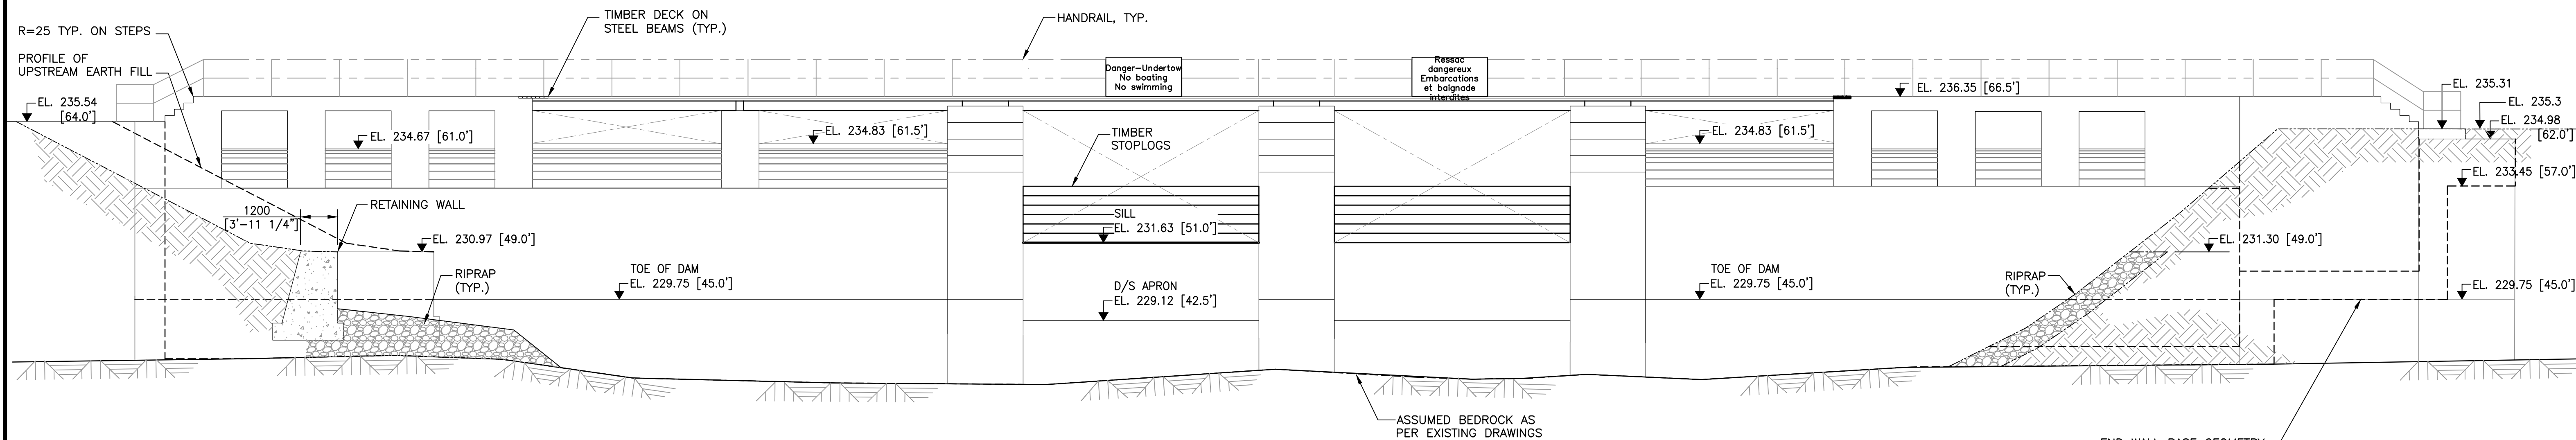 R=25 TYP. ON STEPS
PROFILE OF
UPSTREAM EARTH FILL
EL. 235.54
[64.0']
TIMBER DECK ON
STEEL BEAMS (TYP.)
HANDRAIL, TYP.
Danger-Undertow
No boating
No swimming
Ressac
dangereux
Embarcations
et baignade
interdites
EL. 236.35 [66.5']
EL. 235.31
EL. 235.3
EL. 234.98
[62.0']
EL. 234.67 [61.0']
EL. 234.83 [61.5']
TIMBER
STOPLOGS
EL. 234.83 [61.5']
EL. 233.45 [57.0']
1200
[3'-11 1/4"]
RETAINING WALL
EL. 230.97 [49.0']
SILL
EL. 231.63 [51.0']
EL. 231.30 [49.0']
RIPRAP
(TYP.)
TOE OF DAM
EL. 229.75 [45.0']
D/S APRON
EL. 229.12 [42.5']
TOE OF DAM
EL. 229.75 [45.0']
RIPRAP
(TYP.)
EL. 229.75 [45.0']
ASSUMED BEDROCK AS
PER EXISTING DRAWINGS
END WALL BASE GEOMETRY